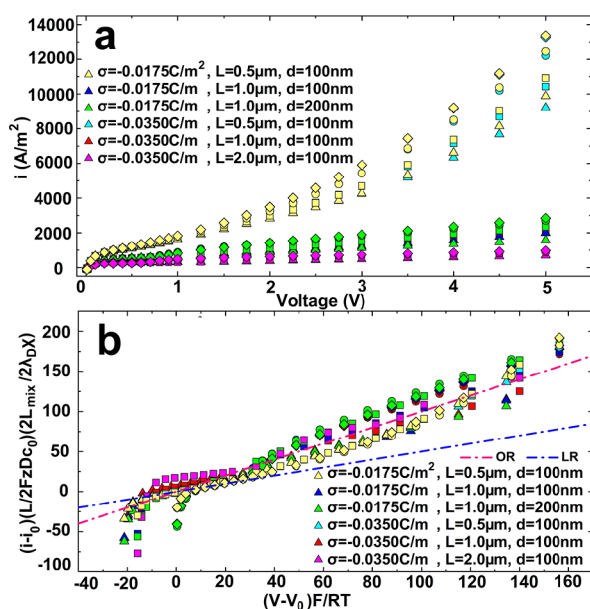 a
i (A/m²)
14000
12000
10000
8000
6000
4000
2000
0
σ=-0.0175C/m², L=0.5μm, d=100nm
σ=-0.0175C/m , L=1.0μm, d=100nm
σ=-0.0175C/m , L=1.0μm, d=200nm
σ=-0.0350C/m , L=0.5μm, d=100nm
σ=-0.0350C/m , L=1.0μm, d=100nm
σ=-0.0350C/m , L=2.0μm, d=100nm
0 1 2 3 4 5
Voltage (V)
b
(i-i₀)(L/2FzDc₀)(2Lmix /2λDχ)
200
150
100
50
0
-50
-100
OR LR
σ=-0.0175C/m², L=0.5μm, d=100nm
σ=-0.0175C/m , L=1.0μm, d=100nm
σ=-0.0175C/m , L=1.0μm, d=200nm
σ=-0.0350C/m , L=0.5μm, d=100nm
σ=-0.0350C/m , L=1.0μm, d=100nm
σ=-0.0350C/m , L=2.0μm, d=100nm
-40 -20 0 20 40 60 80 100 120 140 160 180
(V-V₀)F/RT